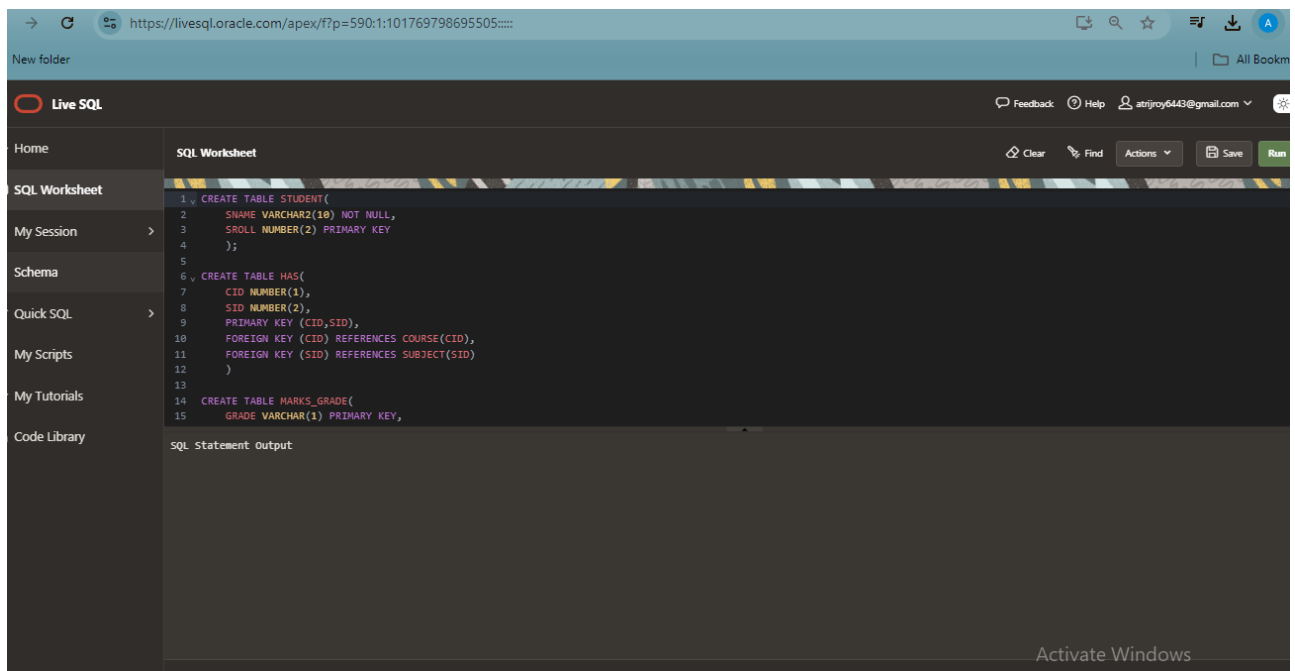 https://livesql.oracle.com/apex/f?p=590:1:101769798695505:::::
A
New folder
All Bookm
Live SQL
Feedback
Help
atrijroy6443@gmail.com
Home
SQL Worksheet
Clear
Find
Actions
Save
Run
SQL Worksheet
My Session
Schema
Quick SQL
My Scripts
My Tutorials
Code Library
1 CREATE TABLE STUDENT(
2 SNAME VARCHAR2(10) NOT NULL,
3 SROLL NUMBER(2) PRIMARY KEY
4 );
5
6 CREATE TABLE HAS(
7 CID NUMBER(1),
8 SID NUMBER(2),
9 PRIMARY KEY (CID,SID),
10 FOREIGN KEY (CID) REFERENCES COURSE(CID),
11 FOREIGN KEY (SID) REFERENCES SUBJECT(SID)
12 )
13
14 CREATE TABLE MARKS_GRADE(
15 GRADE VARCHAR(1) PRIMARY KEY,
SQL Statement Output
Activate Windows